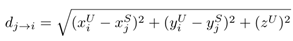 d_{j→i} = √((x_i^U − x_j^S)² + (y_i^U − y_j^S)² + (z^U)²)